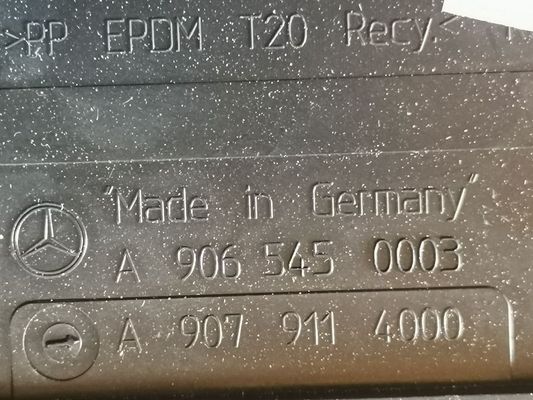 >PP EPDM T20 Recy.<
"Made in Germany"
A 906 545 0003
A 907 911 4000